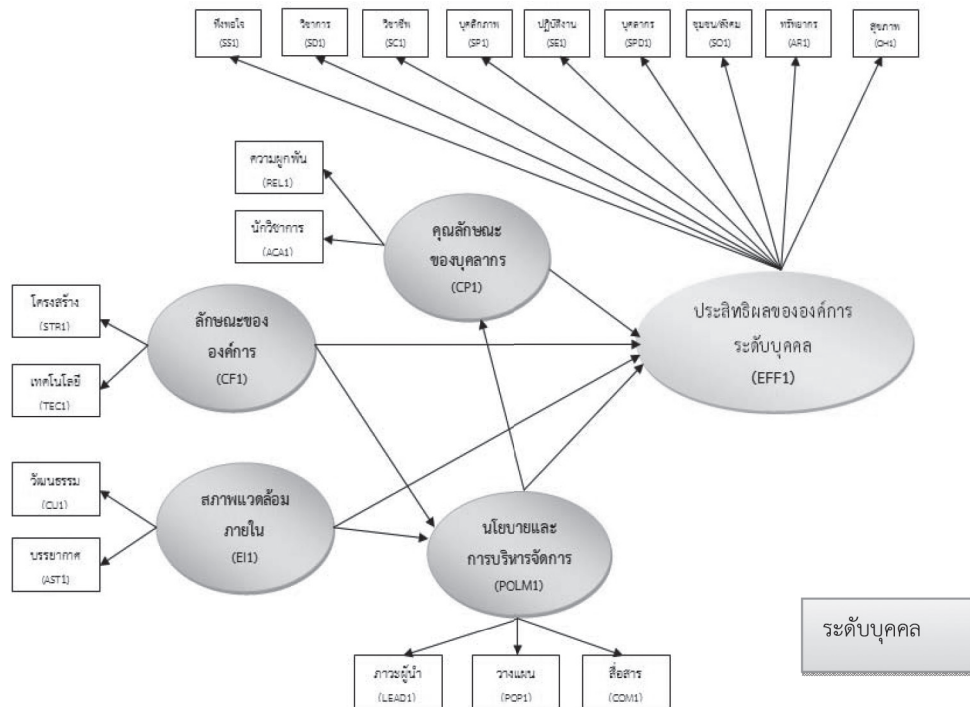 พึงพอใจ
(SS1)
วิชาการ
(SD1)
วิชาชีพ
(SC1)
บุคลิกภาพ
(SP1)
ปฏิบัติงาน
(SE1)
บุคลากร
(SPD1)
ชุมชน/สังคม
(SO1)
ทรัพยากร
(AR1)
สุขภาพ
(OH1)
ความผูกพัน
(REL1)
นักวิชาการ
(ACA1)
คุณลักษณะ
ของบุคลากร
(CP1)
โครงสร้าง
(STR1)
เทคโนโลยี
(TEC1)
ลักษณะของ
องค์การ
(CF1)
ประสิทธิผลขององค์การ
ระดับบุคคล
(EFF1)
วัฒนธรรม
(CU1)
บรรยากาศ
(AST1)
สภาพแวดล้อม
ภายใน
(EI1)
นโยบายและ
การบริหารจัดการ
(POLM1)
ระดับบุคคล
ภาวะผู้นำ
(LEAD1)
วางแผน
(POP1)
สื่อสาร
(COM1)